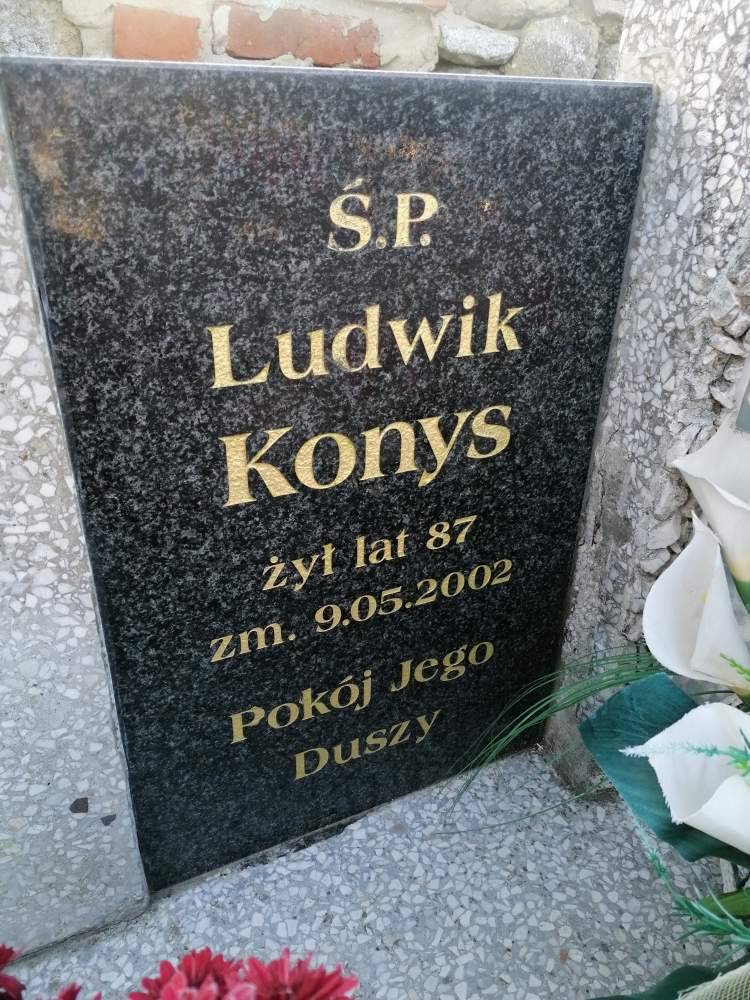 Ś.P.
Ludwik
Konys
żył lat 87
zm. 9.05.2002
Pokój Jego
Duszy